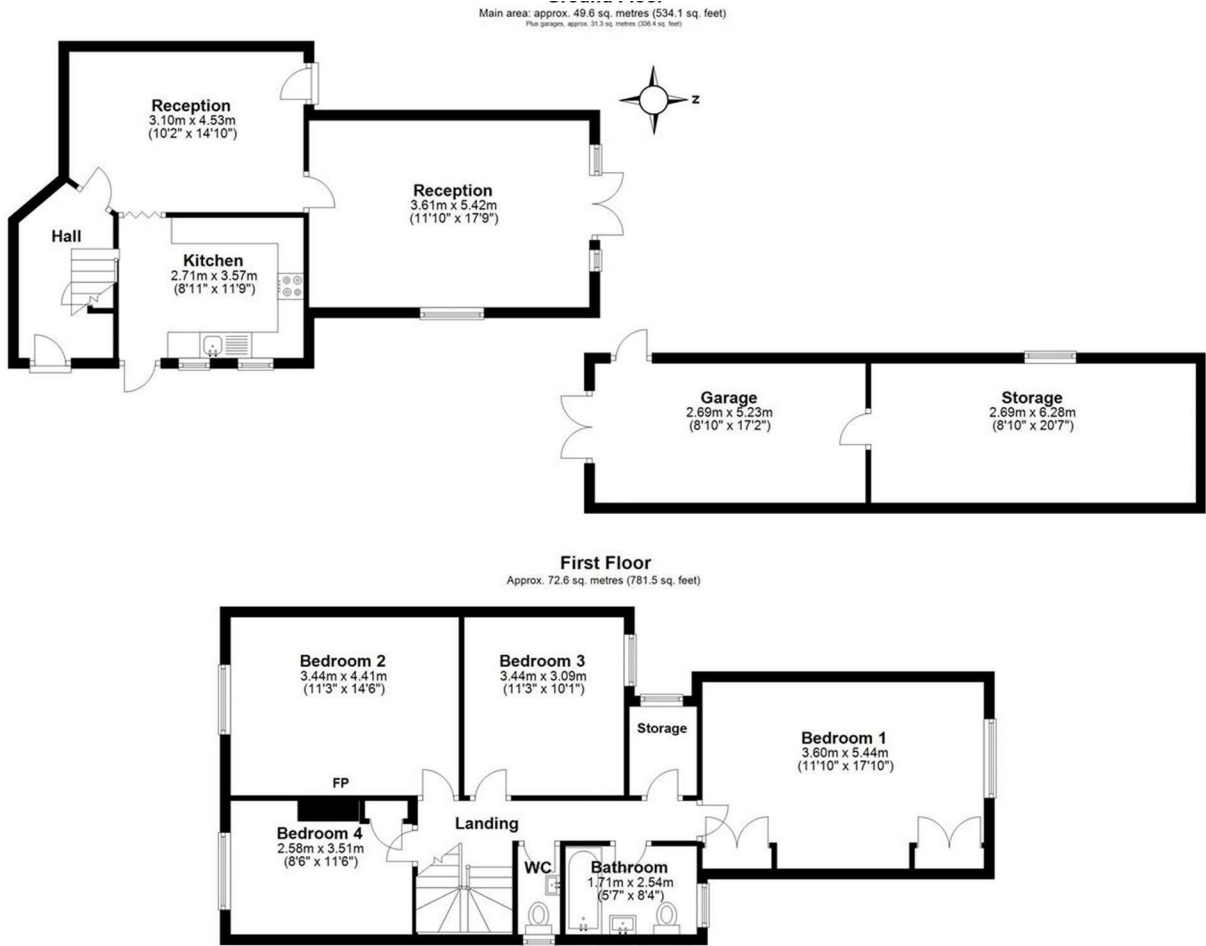 Main area: approx. 49.6 sq. metres (534.1 sq. feet)
Plus garages, approx. 31.3 sq. metres (336.4 sq. feet)
Reception
3.10m x 4.53m
(10'2" x 14'10")
Z
Reception
3.61m x 5.42m
(11'10" x 17'9")
Hall
Kitchen
2.71m x 3.57m
(8'11" x 11'9")
Garage
2.69m x 5.23m
(8'10" x 17'2")
Storage
2.69m x 6.28m
(8'10" x 20'7")
First Floor
Approx. 72.6 sq. metres (781.5 sq. feet)
Bedroom 2
3.44m x 4.41m
(11'3" x 14'6")
Bedroom 3
3.44m x 3.09m
(11'3" x 10'1")
Storage
Bedroom 1
3.60m x 5.44m
(11'10" x 17'10")
FP
Bedroom 4
2.58m x 3.51m
(8'6" x 11'6")
Landing
WC
Bathroom
1.71m x 2.54m
(5'7" x 8'4")